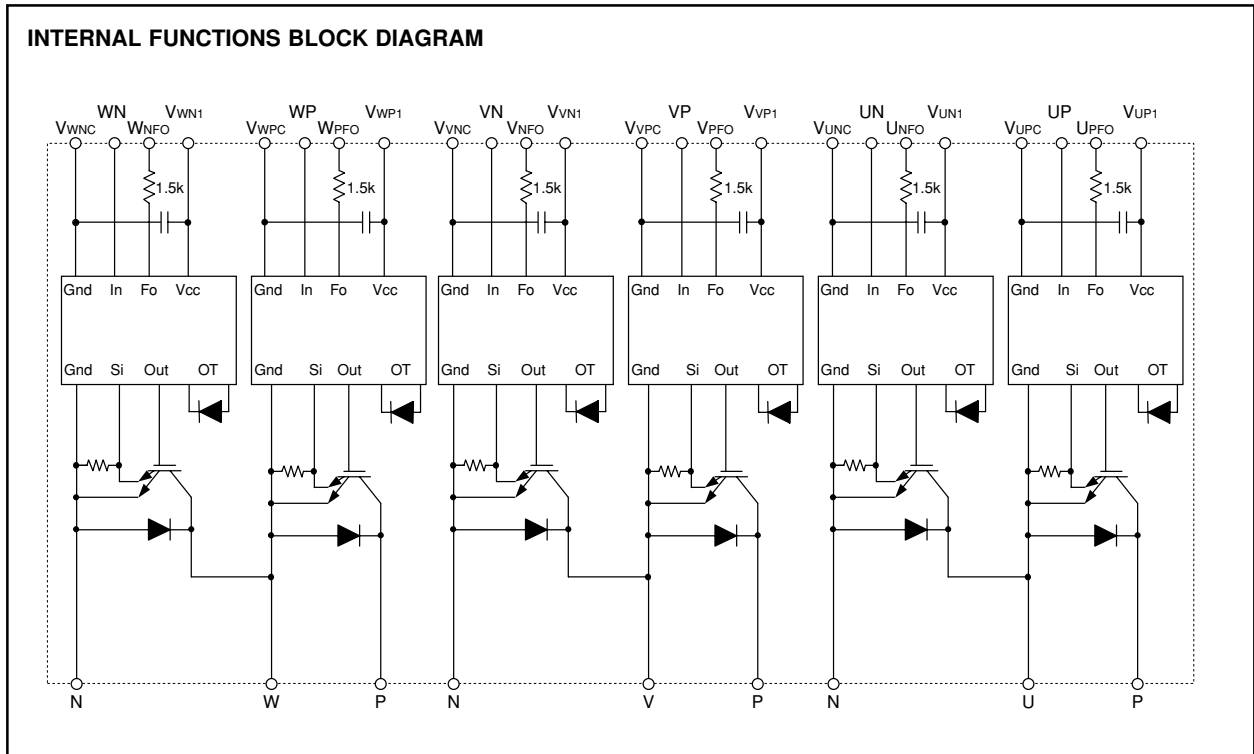 INTERNAL FUNCTIONS BLOCK DIAGRAM
WN VWN1 WP VWP1 VN VVN1 VP VVP1 UN VUN1 UP VUP1
VWNC WNFO VWPC WPFO VVNC VNFO VVPC VPFO VUNC UNFO VUPC UPFO
1.5k 1.5k 1.5k 1.5k 1.5k 1.5k
Gnd In Fo Vcc Gnd In Fo Vcc Gnd In Fo Vcc Gnd In Fo Vcc Gnd In Fo Vcc Gnd In Fo Vcc
Gnd Si Out OT Gnd Si Out OT Gnd Si Out OT Gnd Si Out OT Gnd Si Out OT Gnd Si Out OT
N W P N V P N U P